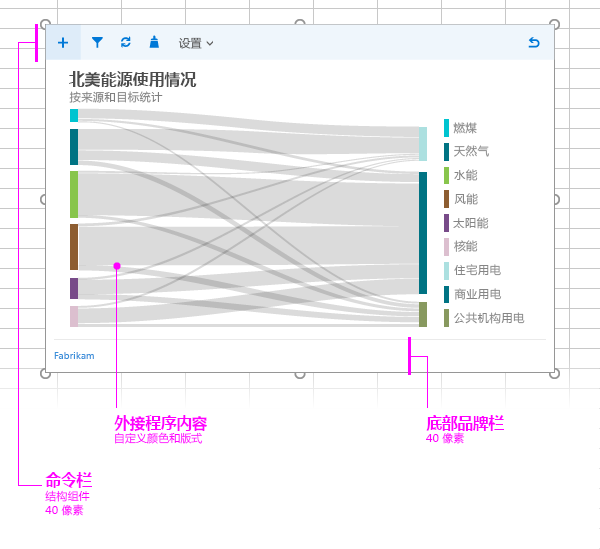 设置
北美能源使用情况
按来源和目标统计
燃煤
天然气
水能
风能
太阳能
核能
住宅用电
商业用电
公共机构用电
Fabrikam
外接程序内容
自定义颜色和版式
底部品牌栏
40 像素
命令栏
结构组件
40 像素